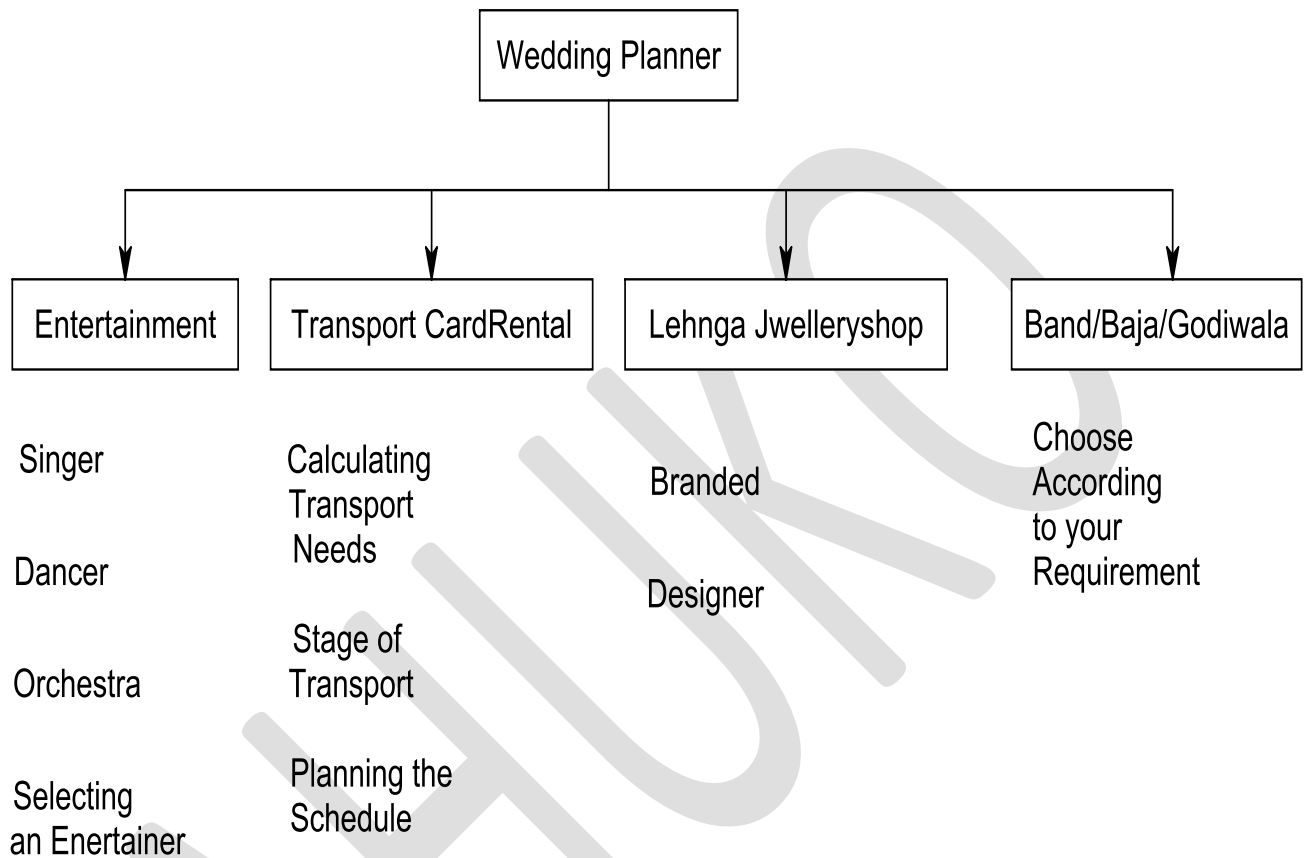 Wedding Planner
Entertainment
Transport CardRental
Lehnga Jwelleryshop
Band/Baja/Godiwala
Singer
Dancer
Orchestra
Selecting
an Enertainer
Calculating
Transport
Needs
Stage of
Transport
Planning the
Schedule
Branded
Designer
Choose
According
to your
Requirement
HUKO